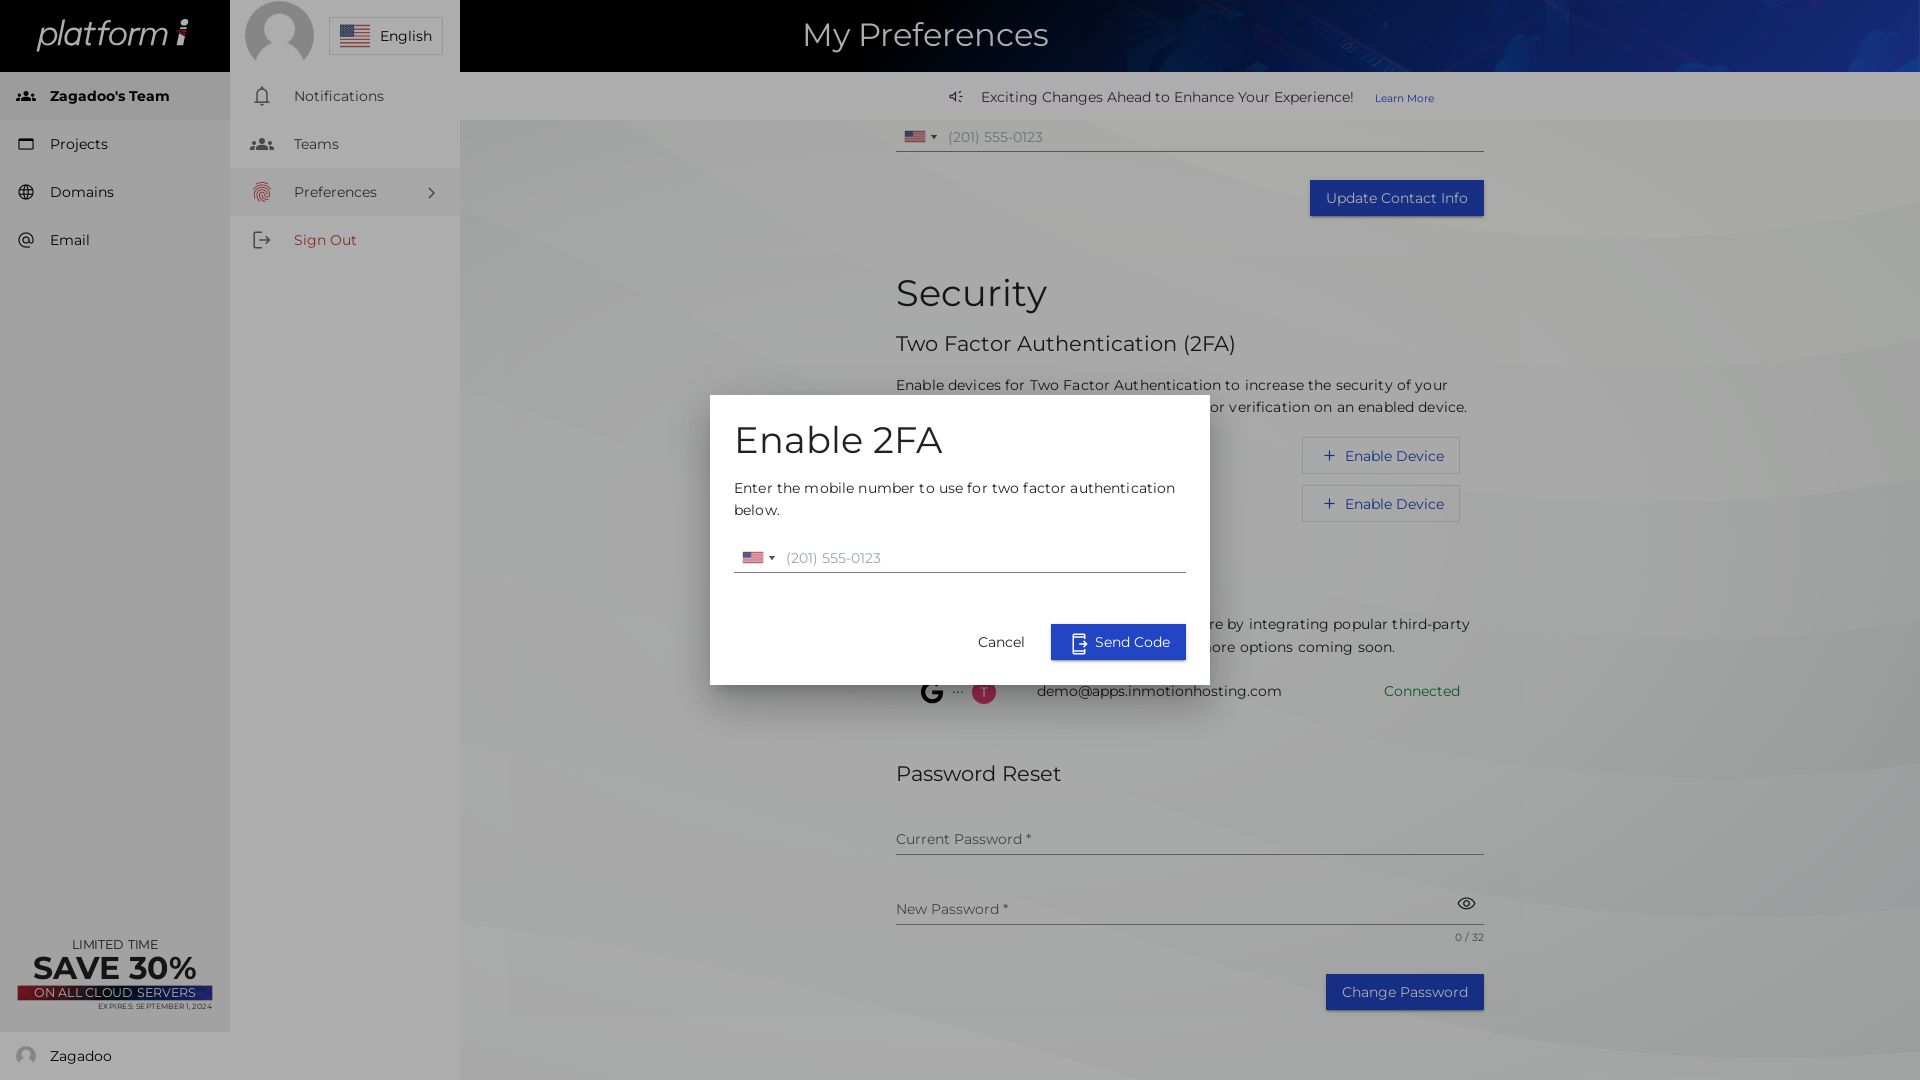 platform i
English
My Preferences
Zagadoo's Team
Notifications
Exciting Changes Ahead to Enhance Your Experience! Learn More
Projects
Teams
(201) 555-0123
Domains
Preferences
Update Contact Info
Email
Sign Out
Security
Two Factor Authentication (2FA)
Enable devices for Two Factor Authentication to increase the security of your
or verification on an enabled device.
+ Enable Device
+ Enable Device
Enable 2FA
Enter the mobile number to use for two factor authentication
below.
(201) 555-0123
Cancel
Send Code
re by integrating popular third-party
ore options coming soon.
G ... T demo@apps.inmotionhosting.com Connected
Password Reset
Current Password *
New Password *
0 / 32
Change Password
LIMITED TIME
SAVE 30%
ON ALL CLOUD SERVERS
EXPIRES SEPTEMBER 1, 2024
Zagadoo